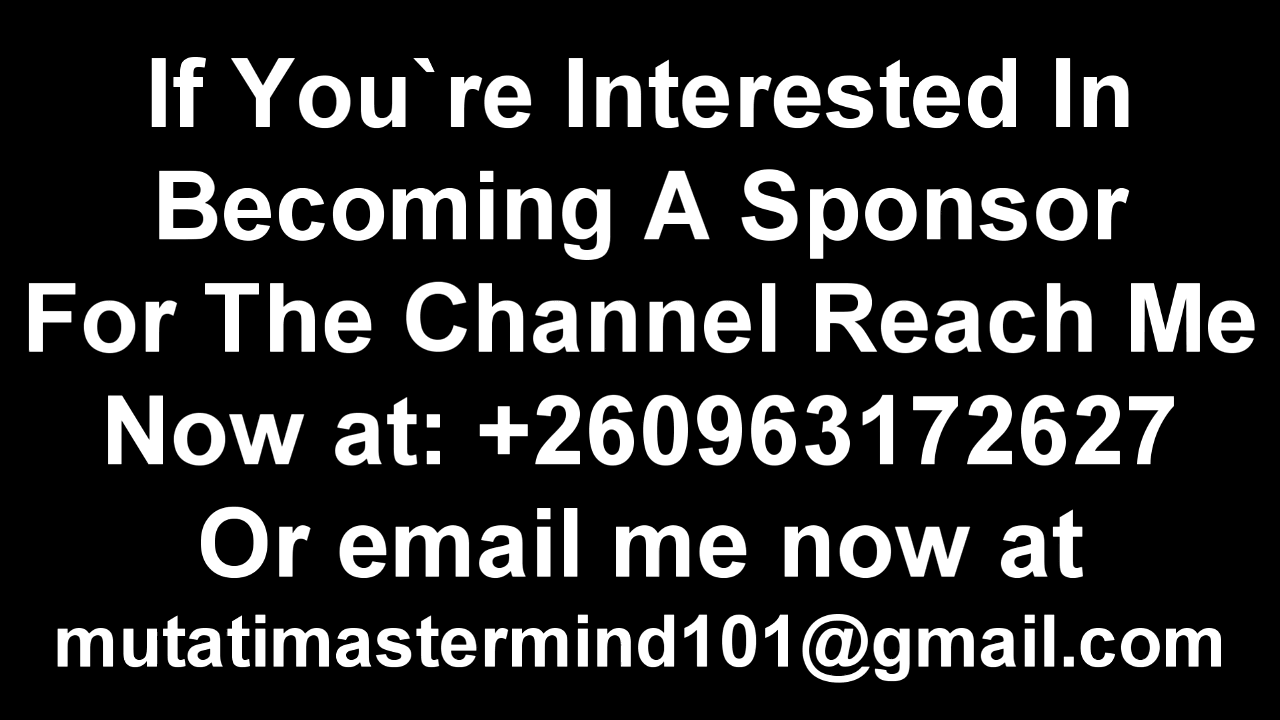 If You`re Interested In
Becoming A Sponsor
For The Channel Reach Me
Now at: +260963172627
Or email me now at
mutatimastermind101@gmail.com